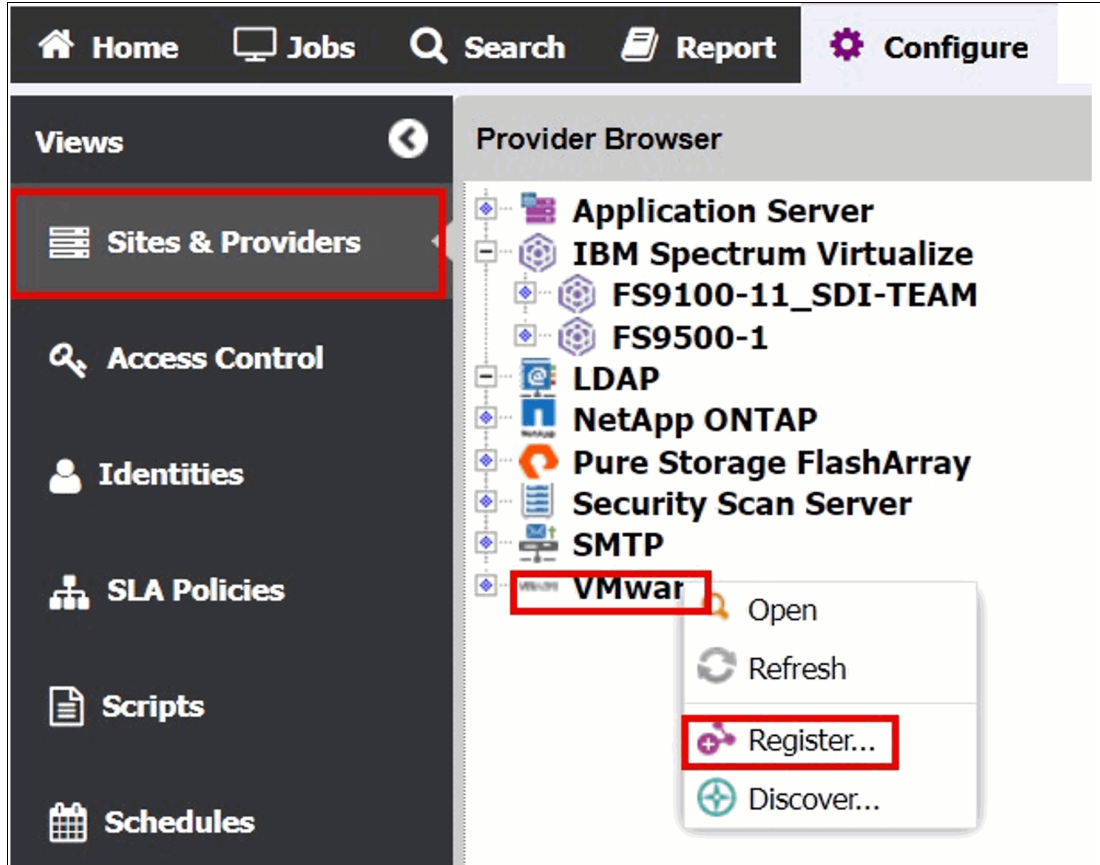 Home Jobs Search Report Configure
Views
Provider Browser
Sites & Providers
Access Control
Identities
SLA Policies
Scripts
Schedules
Application Server
IBM Spectrum Virtualize
FS9100-11_SDI-TEAM
FS9500-1
LDAP
NetApp ONTAP
Pure Storage FlashArray
Security Scan Server
SMTP
VMwar
Open
Refresh
Register...
Discover...